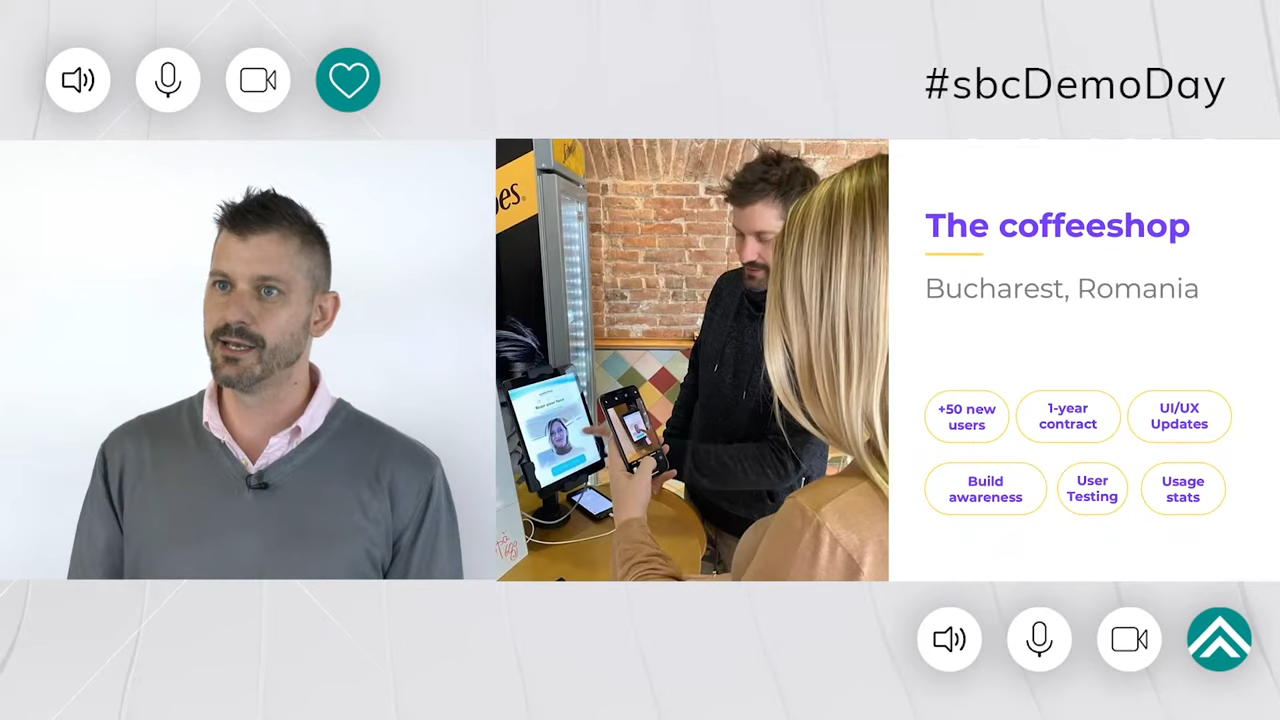 #sbcDemoDay
The coffeeshop
Bucharest, Romania
+50 new
users
1-year
contract
UI/UX
Updates
Build
awareness
User
Testing
Usage
stats